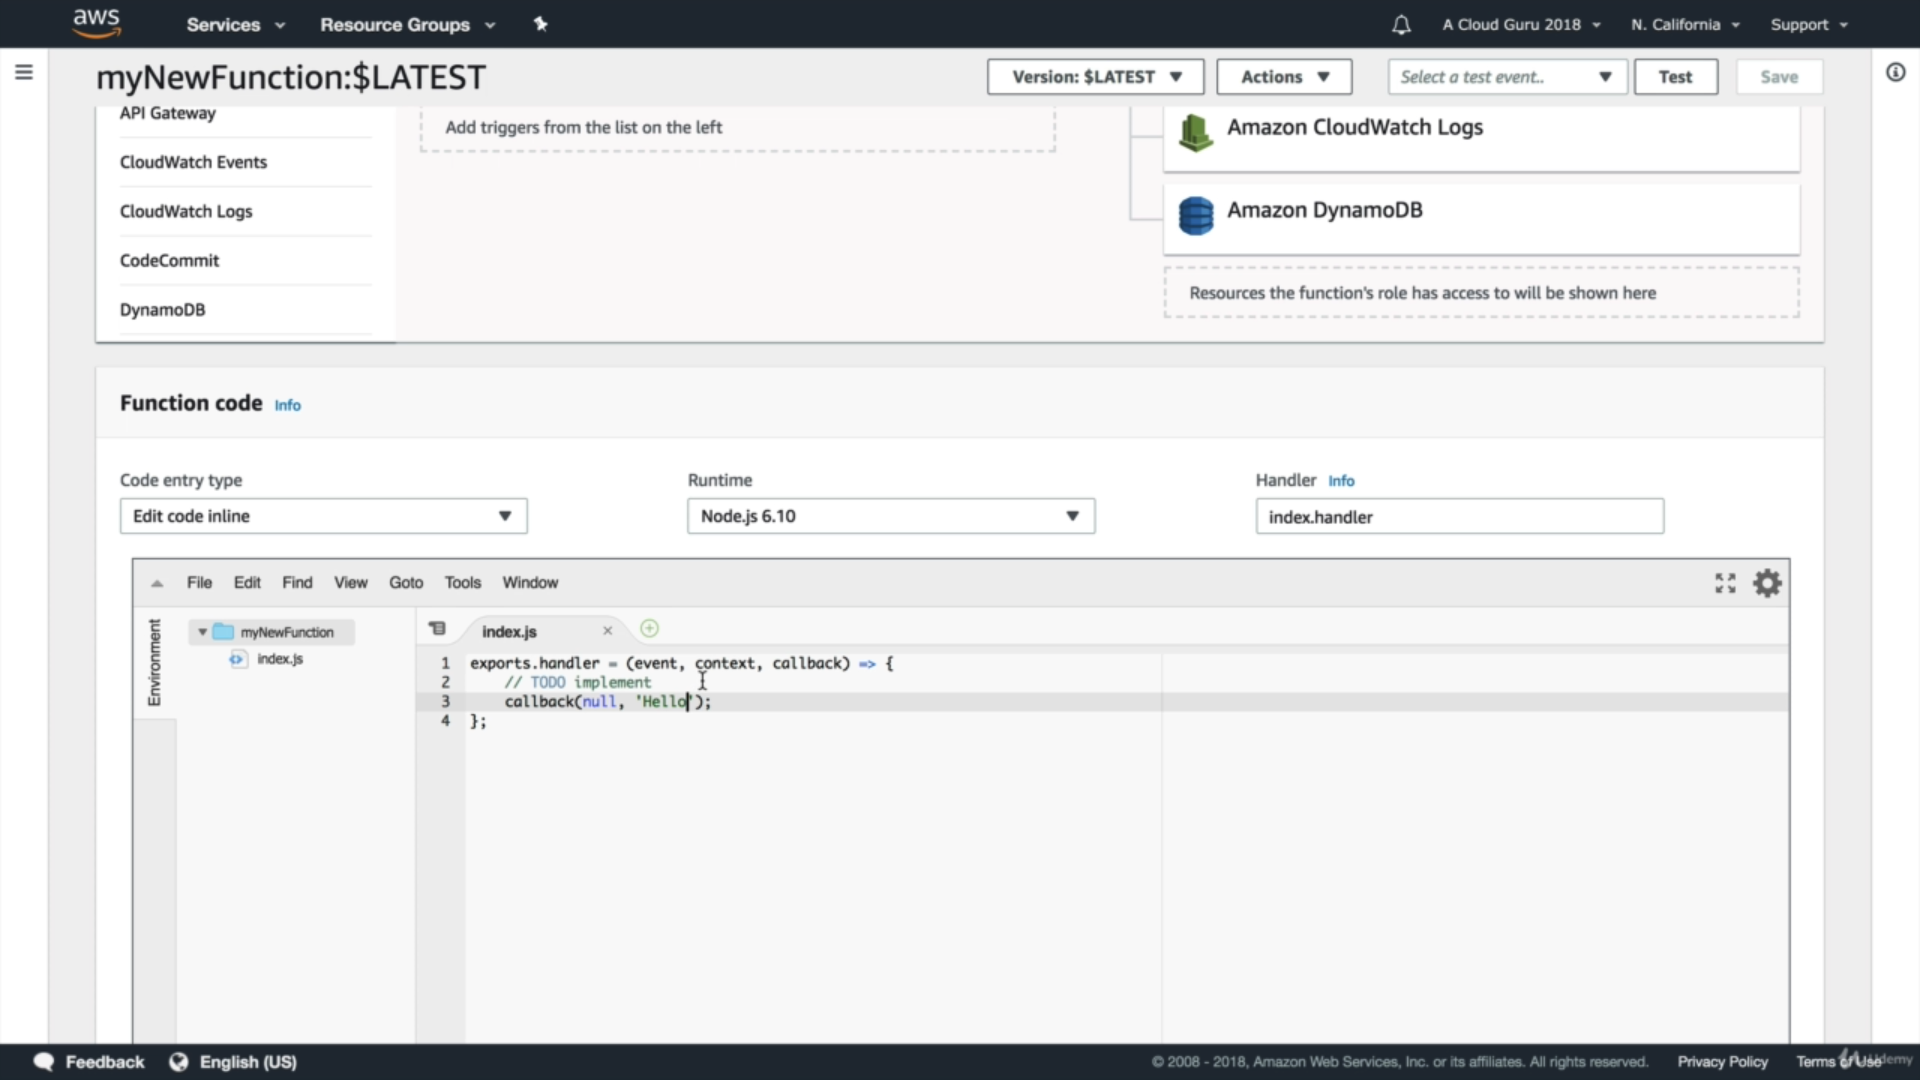 aws Services Resource Groups A Cloud Guru 2018 N. California Support
myNewFunction:$LATEST Version: $LATEST Actions Select a test event.. Test Save
API Gateway
CloudWatch Events
CloudWatch Logs
CodeCommit
DynamoDB
Add triggers from the list on the left
Amazon CloudWatch Logs
Amazon DynamoDB
Resources the function's role has access to will be shown here
Function code Info
Code entry type Runtime Handler Info
Edit code inline Node.js 6.10 index.handler
File Edit Find View Goto Tools Window
Environment
myNewFunction
index.js
index.js
1 exports.handler = (event, context, callback) => {
2 // TODO implement
3 callback(null, 'Hello');
4 };
Feedback English (US) © 2008 - 2018, Amazon Web Services, Inc. or its affiliates. All rights reserved. Privacy Policy Terms of Use
Udemy